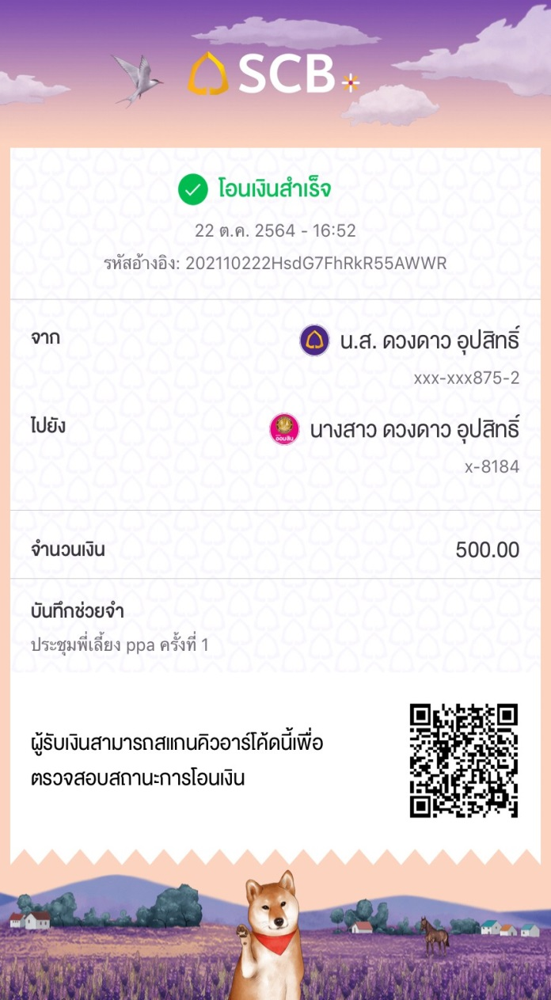 SCB
โอนเงินสำเร็จ
22 ต.ค. 2564 - 16:52
รหัสอ้างอิง: 202110222HsdG7FhRkR55AWWR
จาก
น.ส. ดวงดาว อุปสิทธิ์
xxx-xxx875-2
ไปยัง
ออมสิน
นางสาว ดวงดาว อุปสิทธิ์
x-8184
จำนวนเงิน
500.00
บันทึกช่วยจำ
ประชุมพี่เลี้ยง ppa ครั้งที่ 1
ผู้รับเงินสามารถสแกนคิวอาร์โค้ดนี้เพื่อ
ตรวจสอบสถานะการโอนเงิน